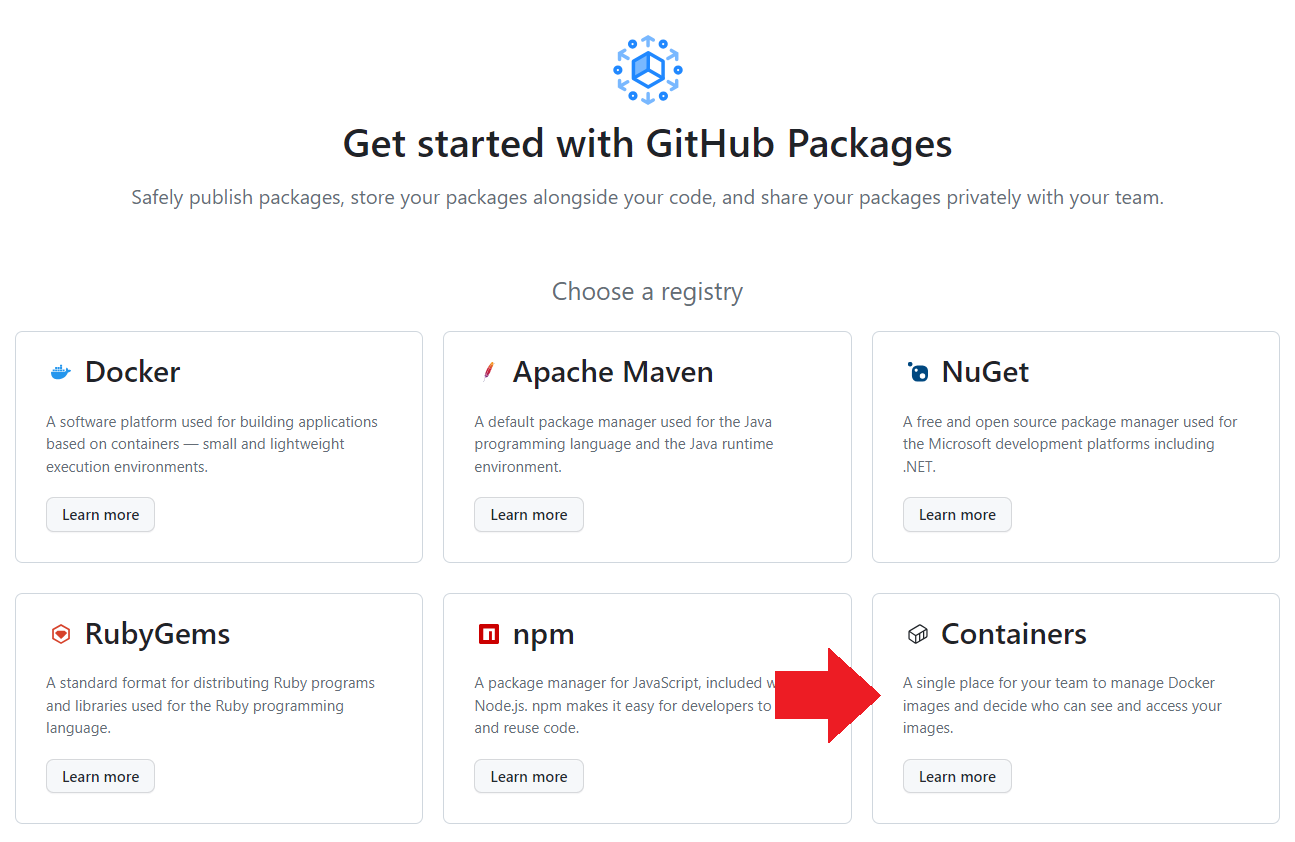 Get started with GitHub Packages
Safely publish packages, store your packages alongside your code, and share your packages privately with your team.
Choose a registry
Docker
A software platform used for building applications
based on containers — small and lightweight
execution environments.
Learn more
Apache Maven
A default package manager used for the Java
programming language and the Java runtime
environment.
Learn more
NuGet
A free and open source package manager used for
the Microsoft development platforms including
.NET.
Learn more
RubyGems
A standard format for distributing Ruby programs
and libraries used for the Ruby programming
language.
Learn more
npm
A package manager for JavaScript, included
Node.js. npm makes it easy for developers to
and reuse code.
Learn more
Containers
A single place for your team to manage Docker
images and decide who can see and access your
images.
Learn more